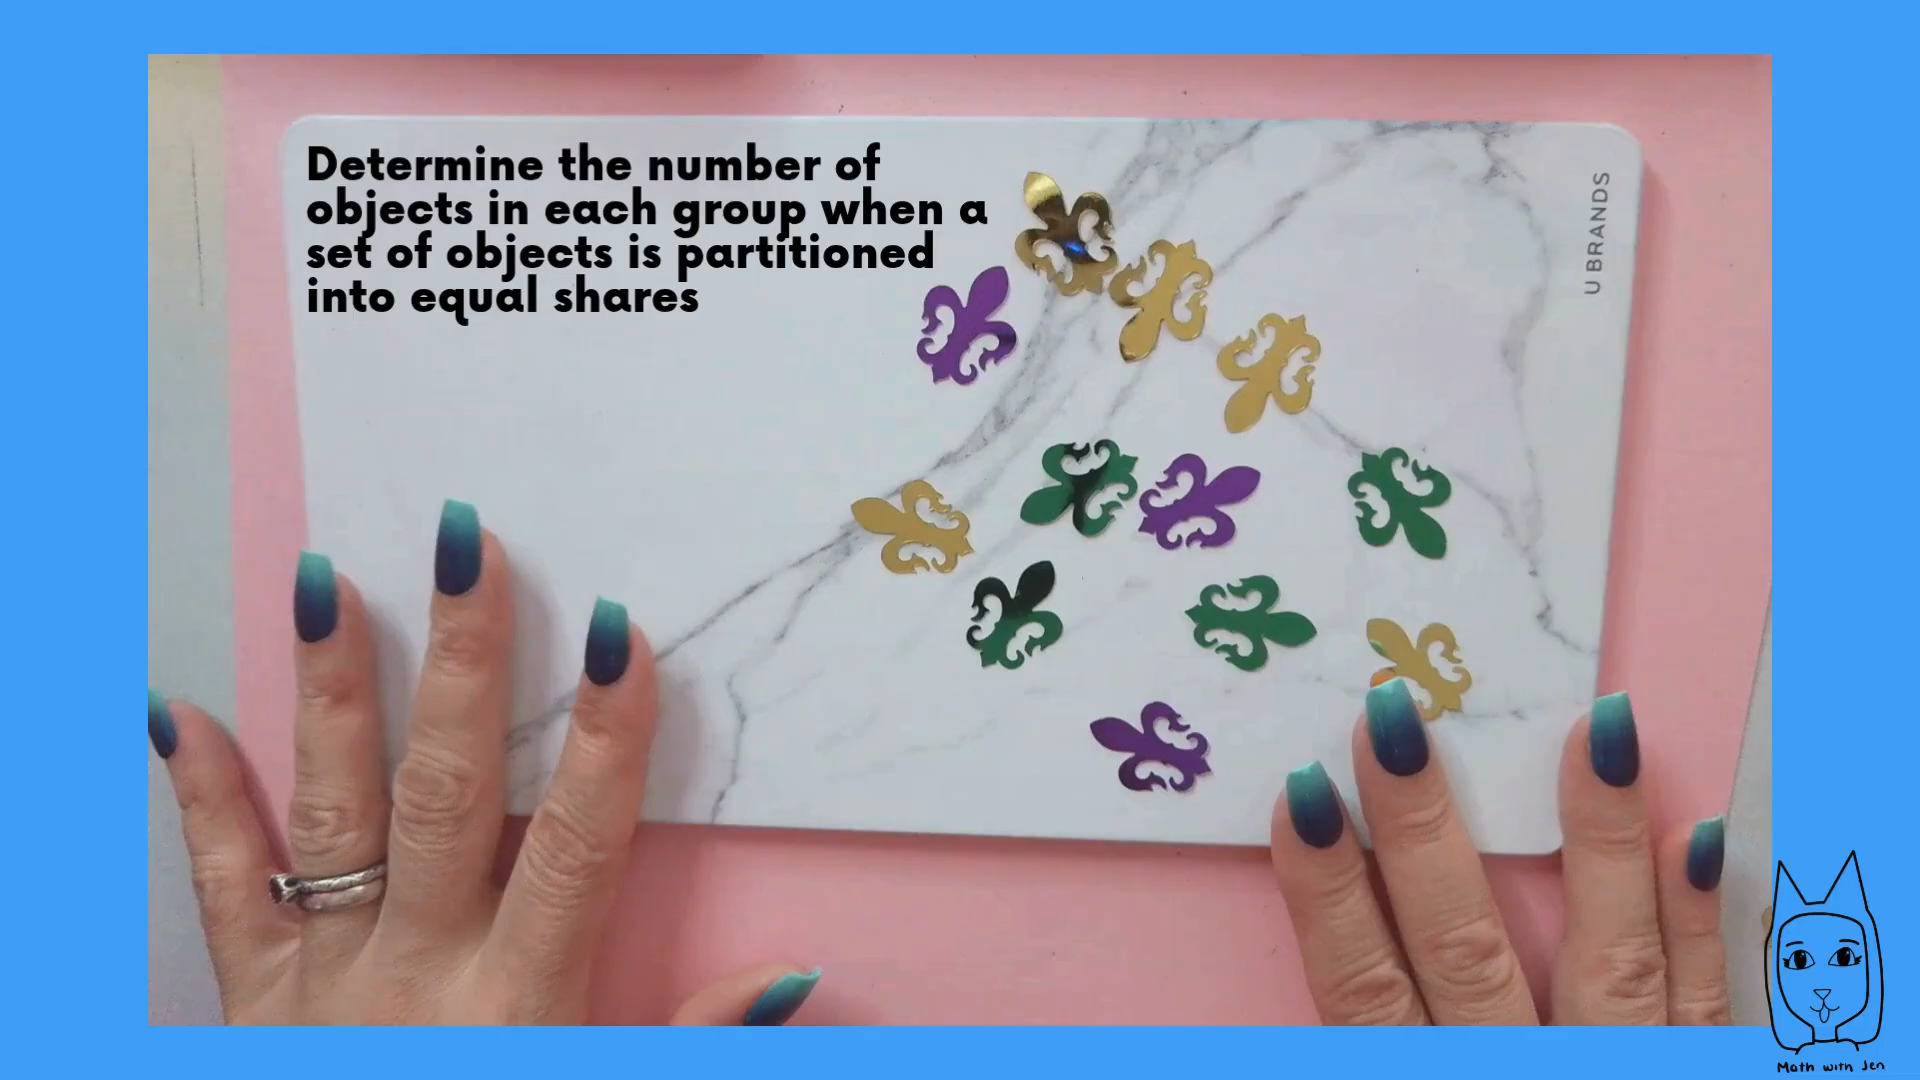 Determine the number of
objects in each group when a
set of objects is partitioned
into equal shares
U BRANDS
Math with Jen